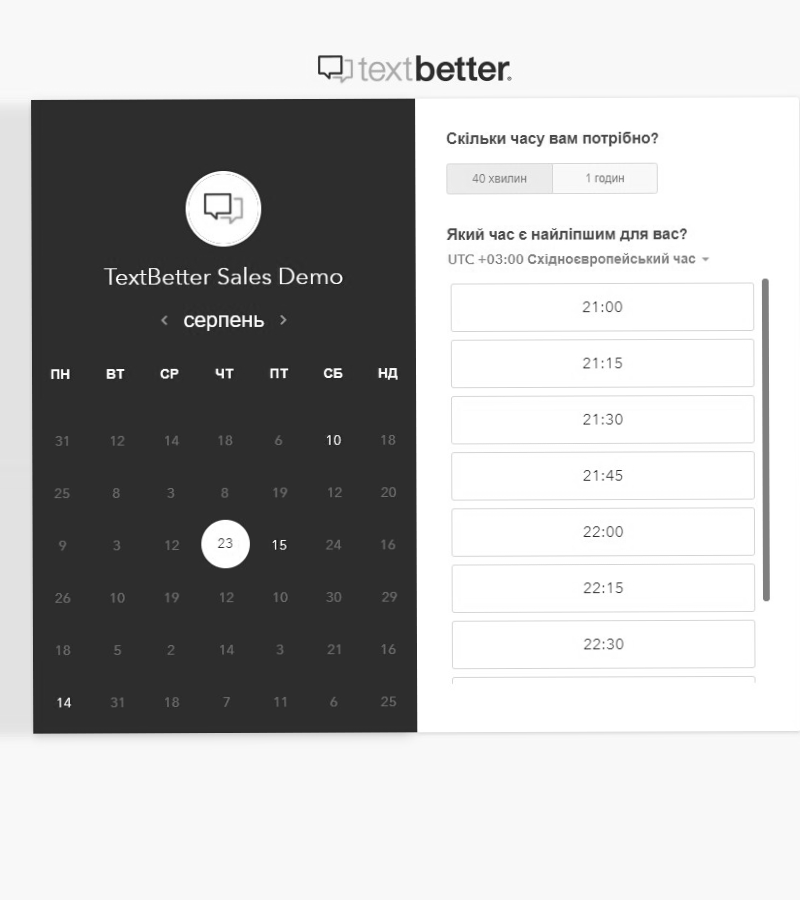 textbetter.
TextBetter Sales Demo
серпень
ПН ВТ СР ЧТ ПТ СБ НД
31 12 14 18 6 10 18
25 8 3 8 19 12 20
9 3 12 23 15 24 16
26 10 19 12 10 30 29
18 5 2 14 3 21 16
14 31 18 7 11 6 25
Скільки часу вам потрібно?
40 хвилин 1 годин
Який час є найліпшим для вас?
UTC +03:00 Східноєвропейський час
21:00
21:15
21:30
21:45
22:00
22:15
22:30